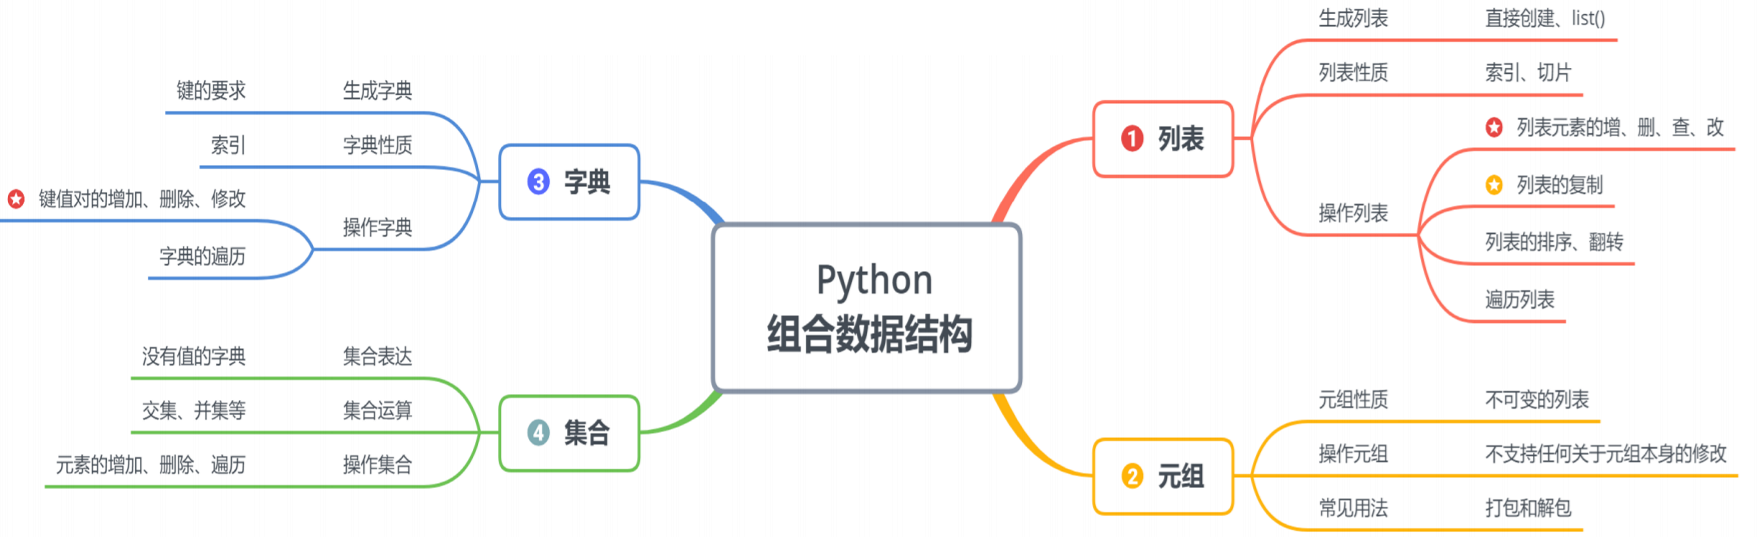 Python
组合数据结构
1 列表
生成列表 直接创建、list()
列表性质 索引、切片
操作列表
列表元素的增、删、查、改
列表的复制
列表的排序、翻转
遍历列表
2 元组
元组性质 不可变的列表
操作元组 不支持任何关于元组本身的修改
常见用法 打包和解包
3 字典
键的要求 生成字典
索引 字典性质
操作字典
键值对的增加、删除、修改
字典的遍历
4 集合
没有值的字典 集合表达
交集、并集等 集合运算
元素的增加、删除、遍历 操作集合